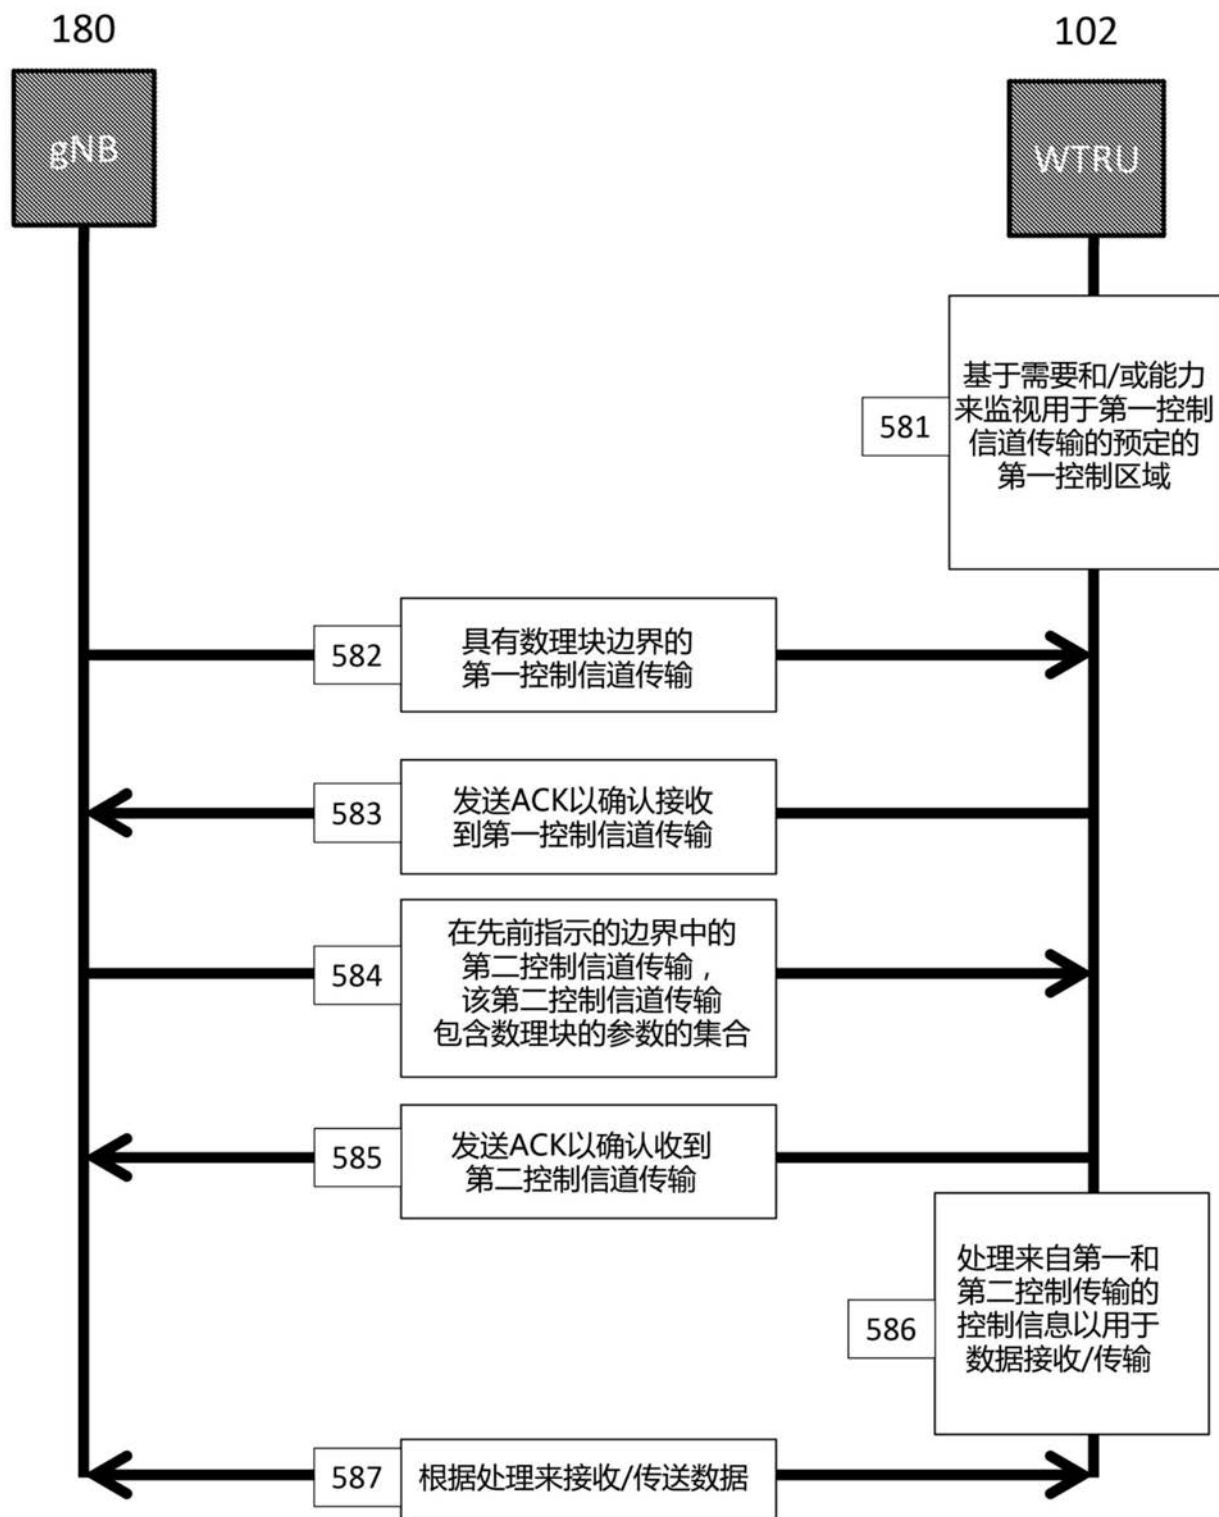 180
102
gNB
WTRU
基于需要和/或能力
来监视用于第一控制
信道传输的预定的
第一控制区域
581
582
具有数理块边界的
第一控制信道传输
583
发送ACK以确认接收
到第一控制信道传输
584
在先前指示的边界中的
第二控制信道传输，
该第二控制信道传输
包含数理块的参数的集合
585
发送ACK以确认收到
第二控制信道传输
处理来自第一和
第二控制传输的
控制信息以用于
数据接收/传输
586
587
根据处理来接收/传送数据